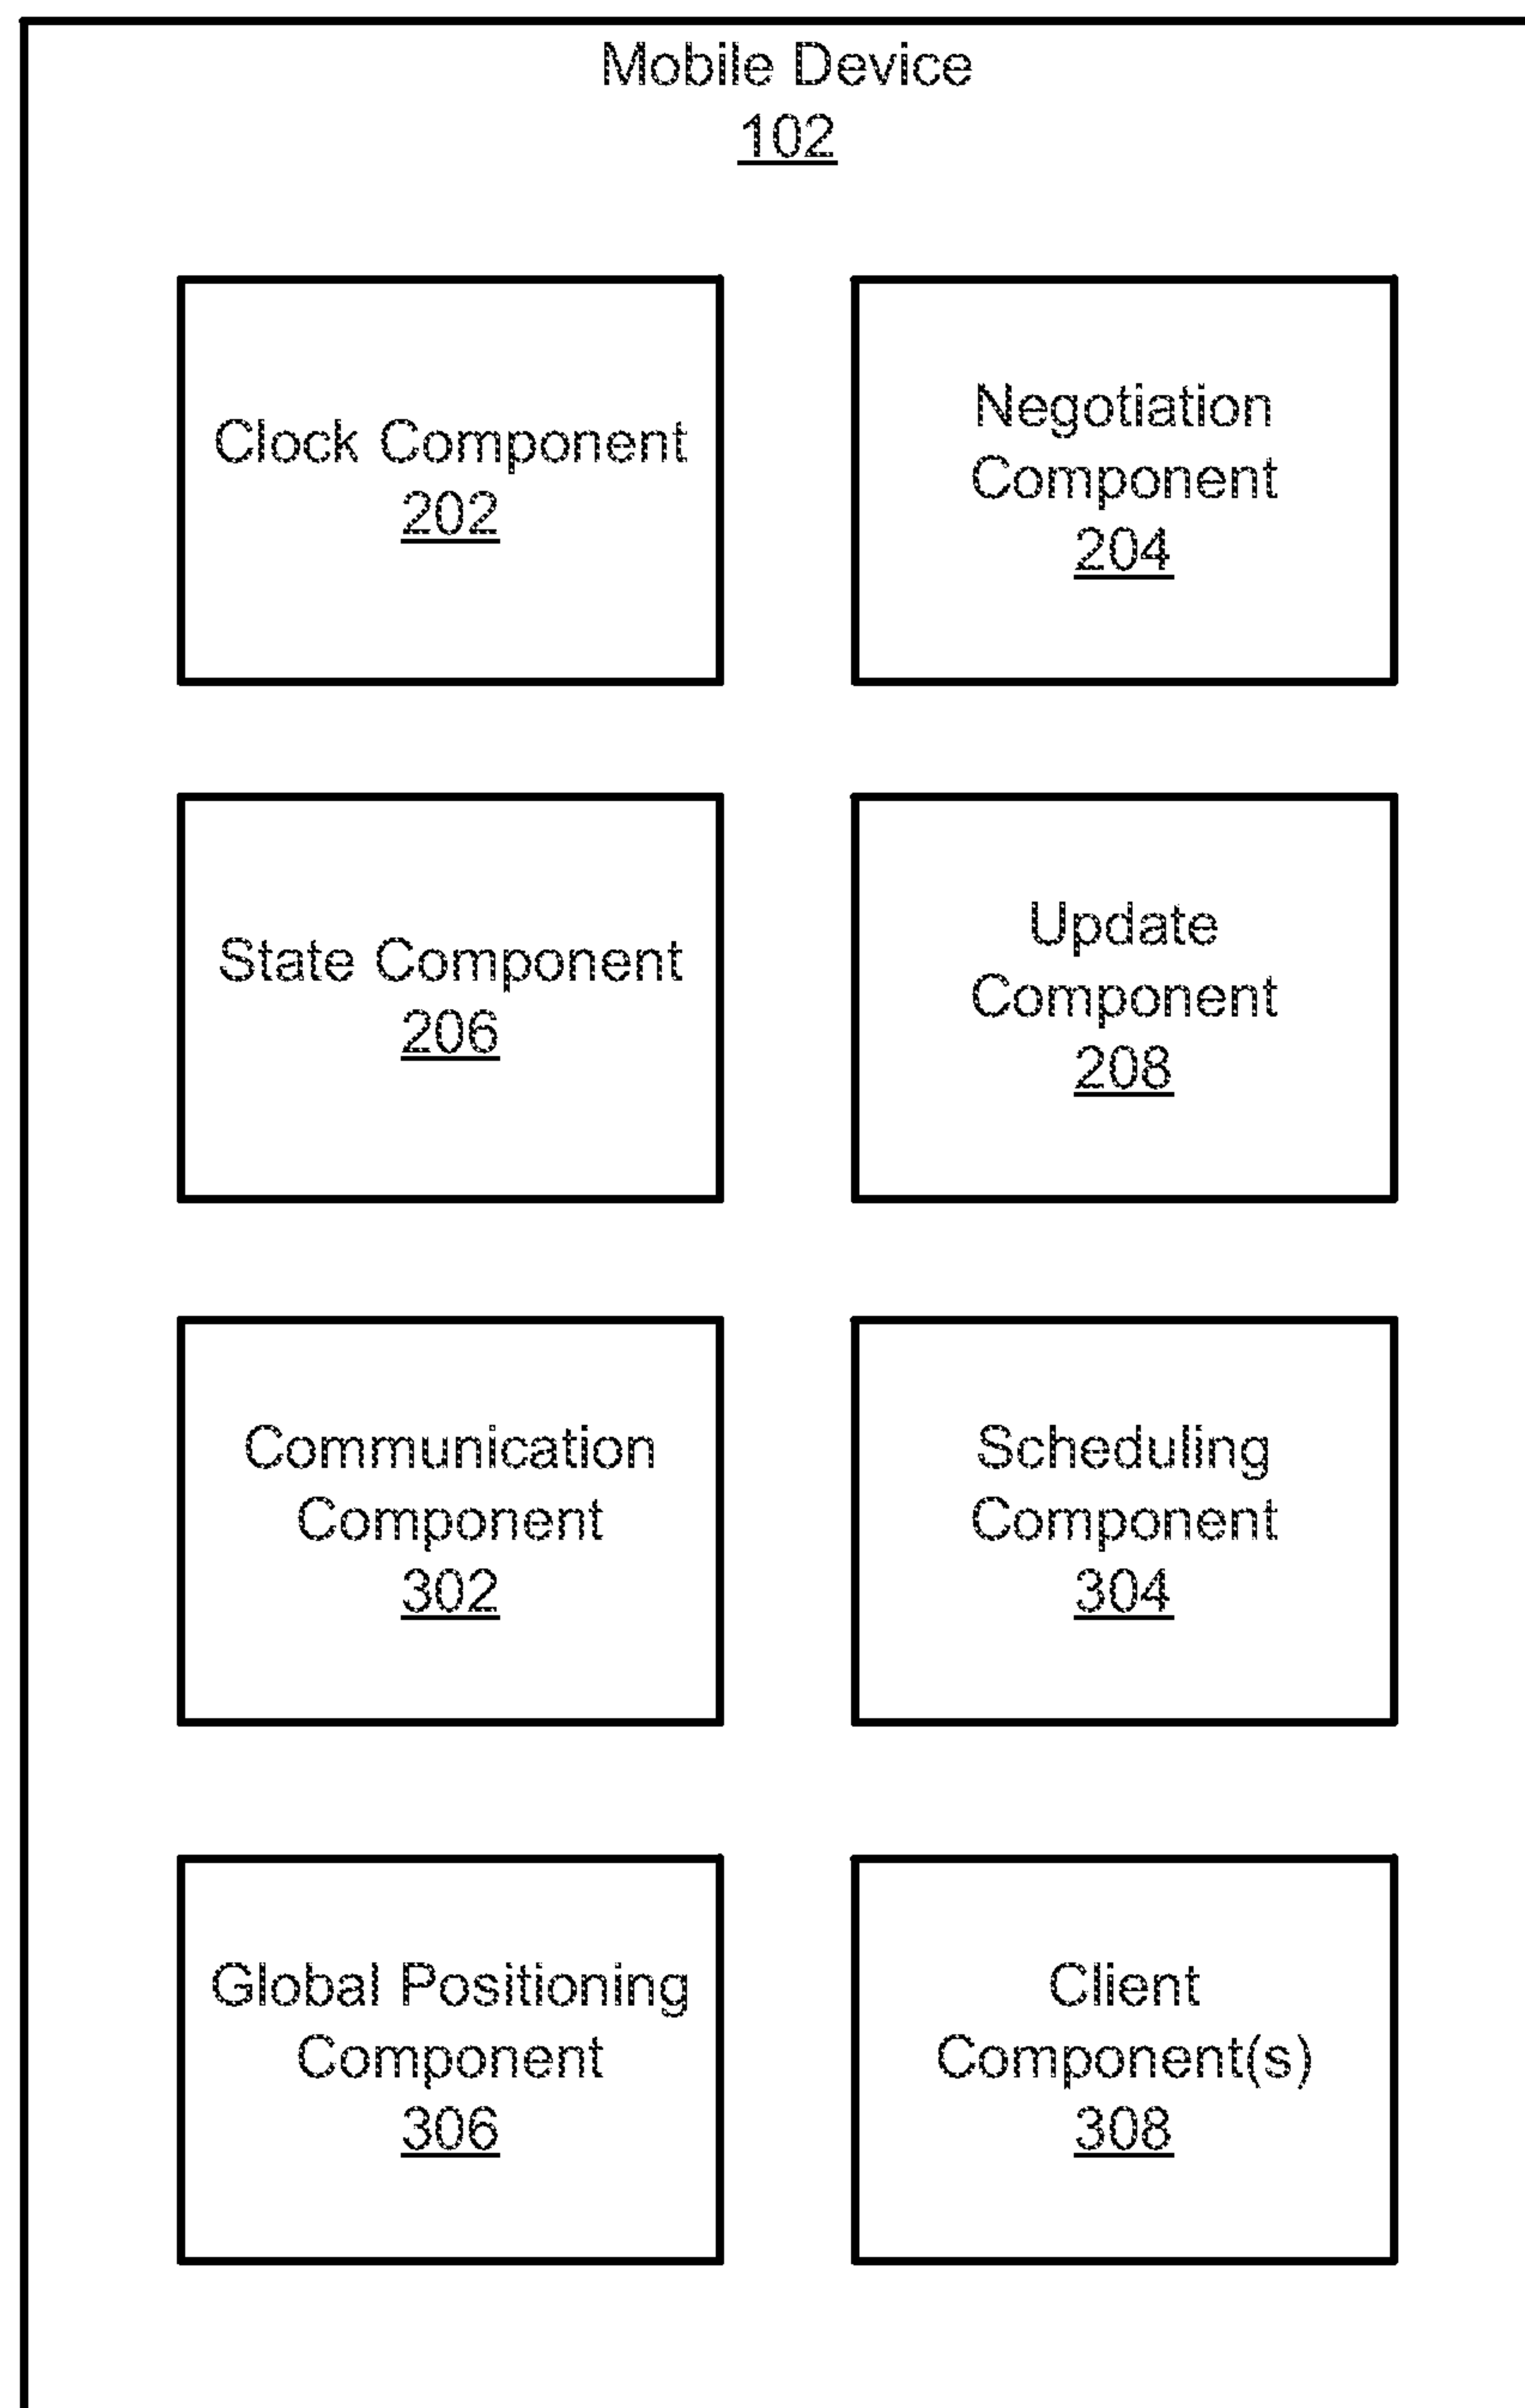 Mobile Device
102
Clock Component
202
Negotiation
Component
204
State Component
206
Update
Component
208
Communication
Component
302
Scheduling
Component
304
Global Positioning
Component
306
Client
Component(s)
308